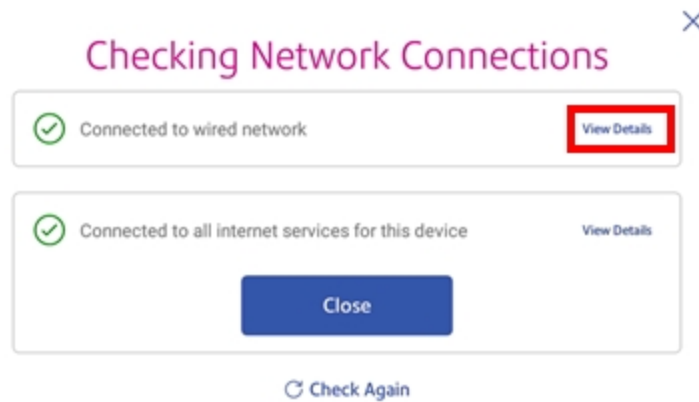 Checking Network Connections
Connected to wired network View Details
Connected to all internet services for this device View Details
Close
Check Again